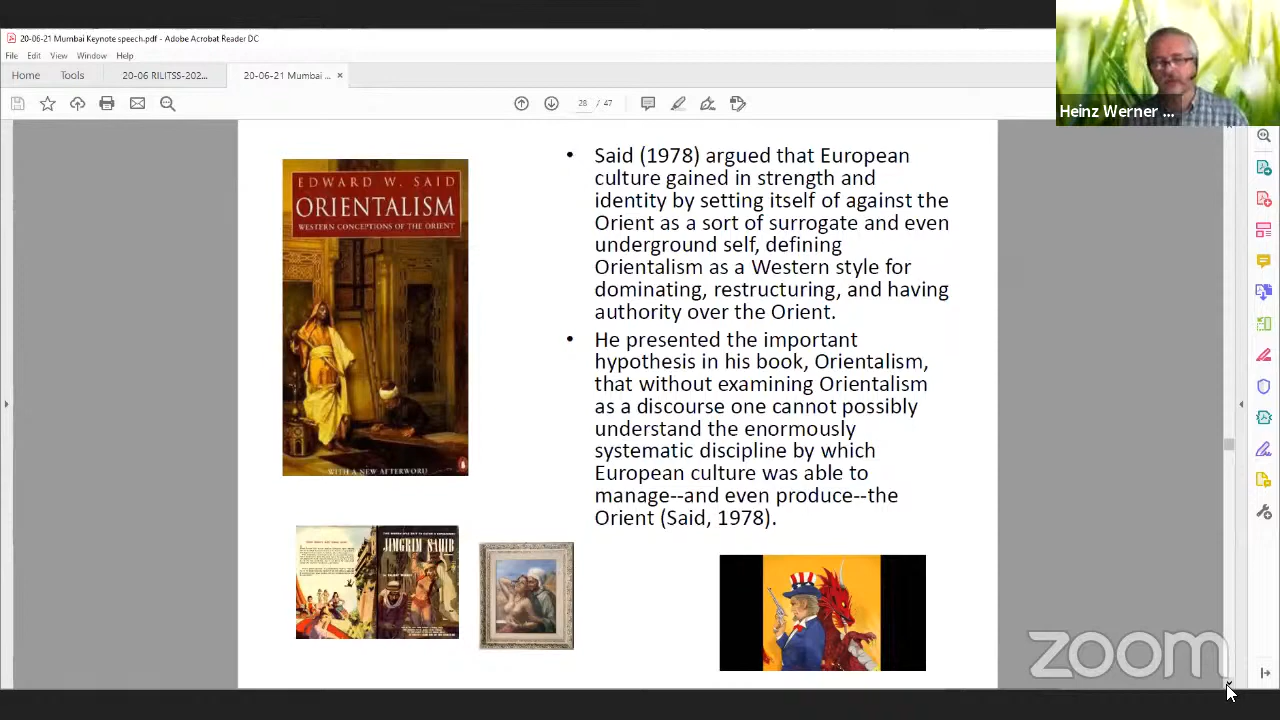 20-06-21 Mumbai Keynote speech.pdf - Adobe Acrobat Reader DC
File Edit View Window Help
Home Tools 20-06 RILITSS-202... 20-06-21 Mumbai ... ×
28 / 47
Heinz Werner ...
EDWARD W. SAID
ORIENTALISM
WESTERN CONCEPTIONS OF THE ORIENT
WITH A NEW AFTERWORD
• Said (1978) argued that European
culture gained in strength and
identity by setting itself of against the
Orient as a sort of surrogate and even
underground self, defining
Orientalism as a Western style for
dominating, restructuring, and having
authority over the Orient.
• He presented the important
hypothesis in his book, Orientalism,
that without examining Orientalism
as a discourse one cannot possibly
understand the enormously
systematic discipline by which
European culture was able to
manage--and even produce--the
Orient (Said, 1978).
JIMGRIM SAHIB
zoom